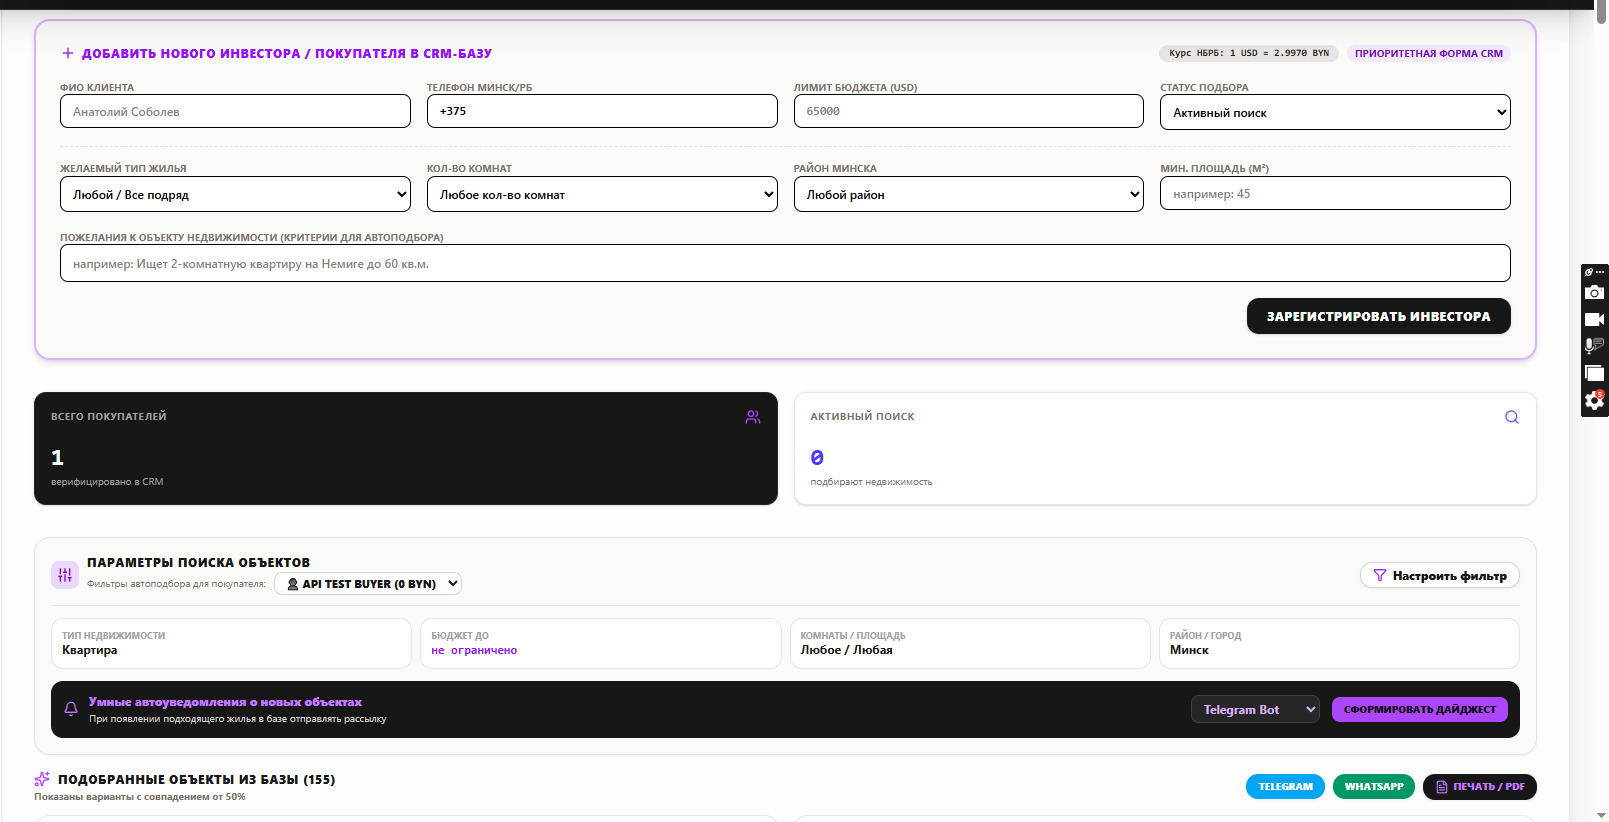 ДОБАВИТЬ НОВОГО ИНВЕСТОРА / ПОКУПАТЕЛЯ В CRM-БАЗУ
Курс НБРБ: 1 USD = 2.9970 BYN
ПРИОРИТЕТНАЯ ФОРМА CRM
ФИО КЛИЕНТА
Анатолий Соболев
ТЕЛЕФОН МИНСК/РБ
+375
ЛИМИТ БЮДЖЕТА (USD)
65000
СТАТУС ПОДБОРА
Активный поиск
ЖЕЛАЕМЫЙ ТИП ЖИЛЬЯ
Любой / Все подряд
КОЛ-ВО КОМНАТ
Любое кол-во комнат
РАЙОН МИНСКА
Любой район
МИН. ПЛОЩАДЬ (М²)
например: 45
ПОЖЕЛАНИЯ К ОБЪЕКТУ НЕДВИЖИМОСТИ (КРИТЕРИИ ДЛЯ АВТОПОДБОРА)
например: Ищет 2-комнатную квартиру на Немиге до 60 кв.м.
ЗАРЕГИСТРИРОВАТЬ ИНВЕСТОРА
ВСЕГО ПОКУПАТЕЛЕЙ
1
верифицировано в CRM
АКТИВНЫЙ ПОИСК
0
подбирают недвижимость
ПАРАМЕТРЫ ПОИСКА ОБЪЕКТОВ
Фильтры автоподбора для покупателя:
API TEST BUYER (0 BYN)
Настроить фильтр
ТИП НЕДВИЖИМОСТИ
Квартира
БЮДЖЕТ ДО
не ограничено
КОМНАТЫ / ПЛОЩАДЬ
Любое / Любая
РАЙОН / ГОРОД
Минск
Умные автоуведомления о новых объектах
При появлении подходящего жилья в базе отправлять рассылку
Telegram Bot
СФОРМИРОВАТЬ ДАЙДЖЕСТ
ПОДОБРАННЫЕ ОБЪЕКТЫ ИЗ БАЗЫ (155)
Показаны варианты с совпадением от 50%
TELEGRAM
WHATSAPP
ПЕЧАТЬ / PDF
5